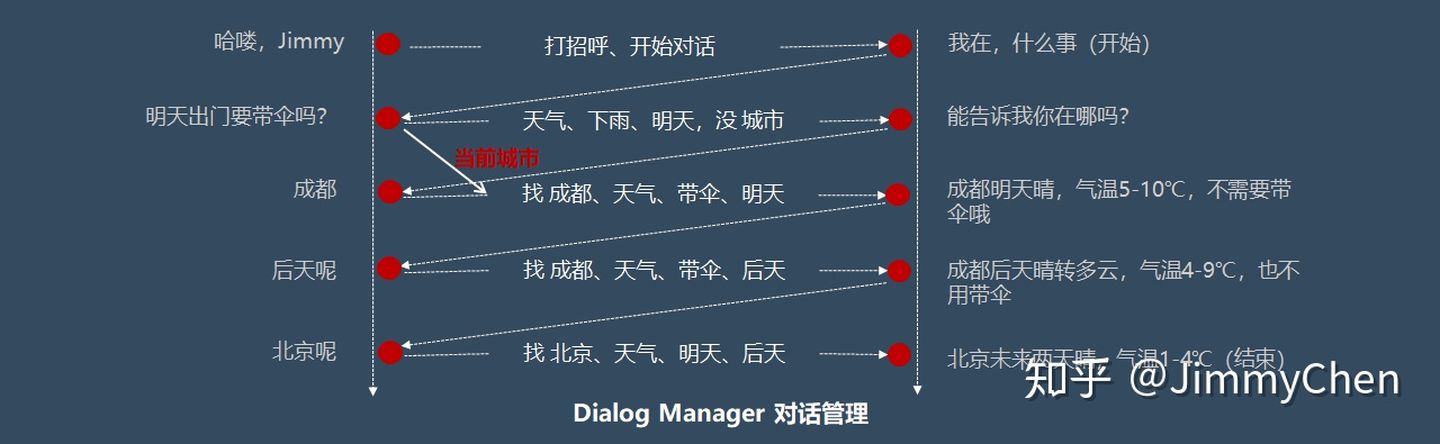 哈喽，Jimmy
打招呼、开始对话
我在，什么事（开始）
明天出门要带伞吗？
天气、下雨、明天，没 城市
能告诉我你在哪吗？
当前城市
成都
找 成都、天气、带伞、明天
成都明天晴，气温5-10℃，不需要带
伞哦
后天呢
找 成都、天气、带伞、后天
成都后天晴转多云，气温4-9℃，也不
用带伞
北京呢
找 北京、天气、明天、后天
北京未来两天晴，气温1-4℃（结束）
知乎 @JimmyChen
Dialog Manager 对话管理